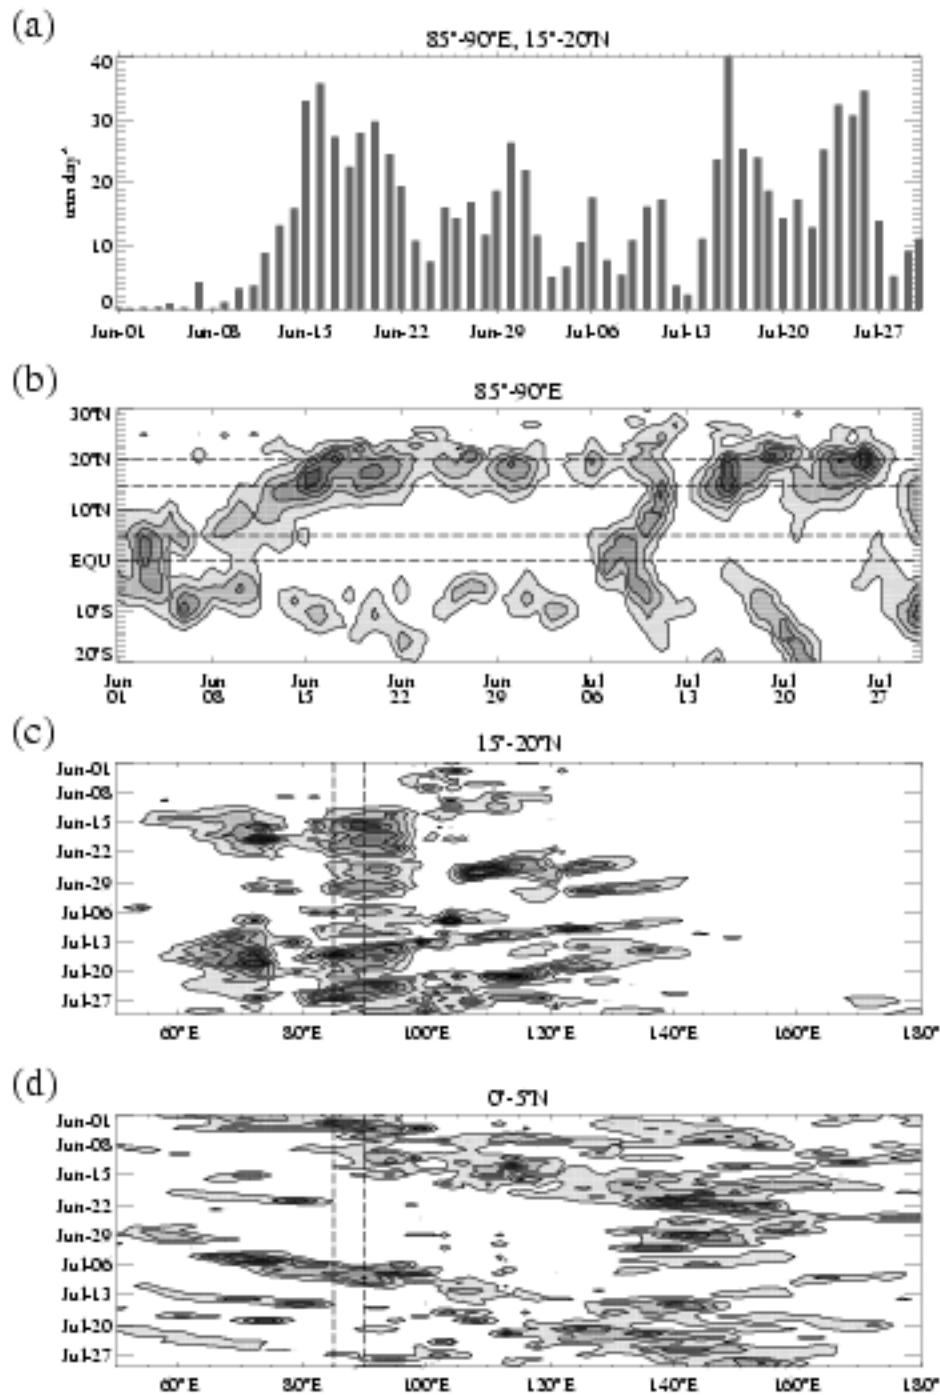 (a)
85°-90°E, 15°-20°N
40
30
20
10
0
mm day⁻¹
Jun-01 Jun-08 Jun-15 Jun-22 Jun-29 Jul-06 Jul-13 Jul-20 Jul-27
(b)
85°-90°E
30°N
20°N
10°N
EQU
10°S
20°S
Jun Jun Jun Jun Jun Jul Jul Jul Jul
01 08 15 22 29 06 13 20 27
(c)
15°-20°N
Jun-01
Jun-08
Jun-15
Jun-22
Jun-29
Jul-06
Jul-13
Jul-20
Jul-27
60°E 80°E 100°E 120°E 140°E 160°E 180°
(d)
0°-5°N
Jun-01
Jun-08
Jun-15
Jun-22
Jun-29
Jul-06
Jul-13
Jul-20
Jul-27
60°E 80°E 100°E 120°E 140°E 160°E 180°